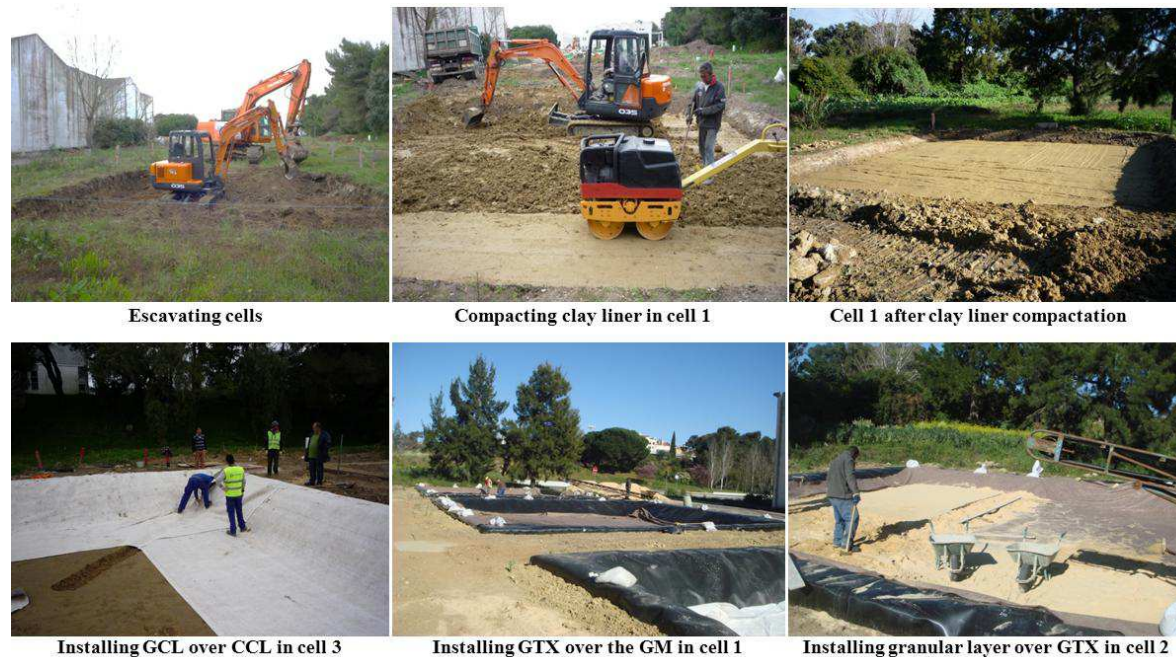 Escavating cells
Compacting clay liner in cell 1
Cell 1 after clay liner compactation
Installing GCL over CCL in cell 3
Installing GTX over the GM in cell 1
Installing granular layer over GTX in cell 2